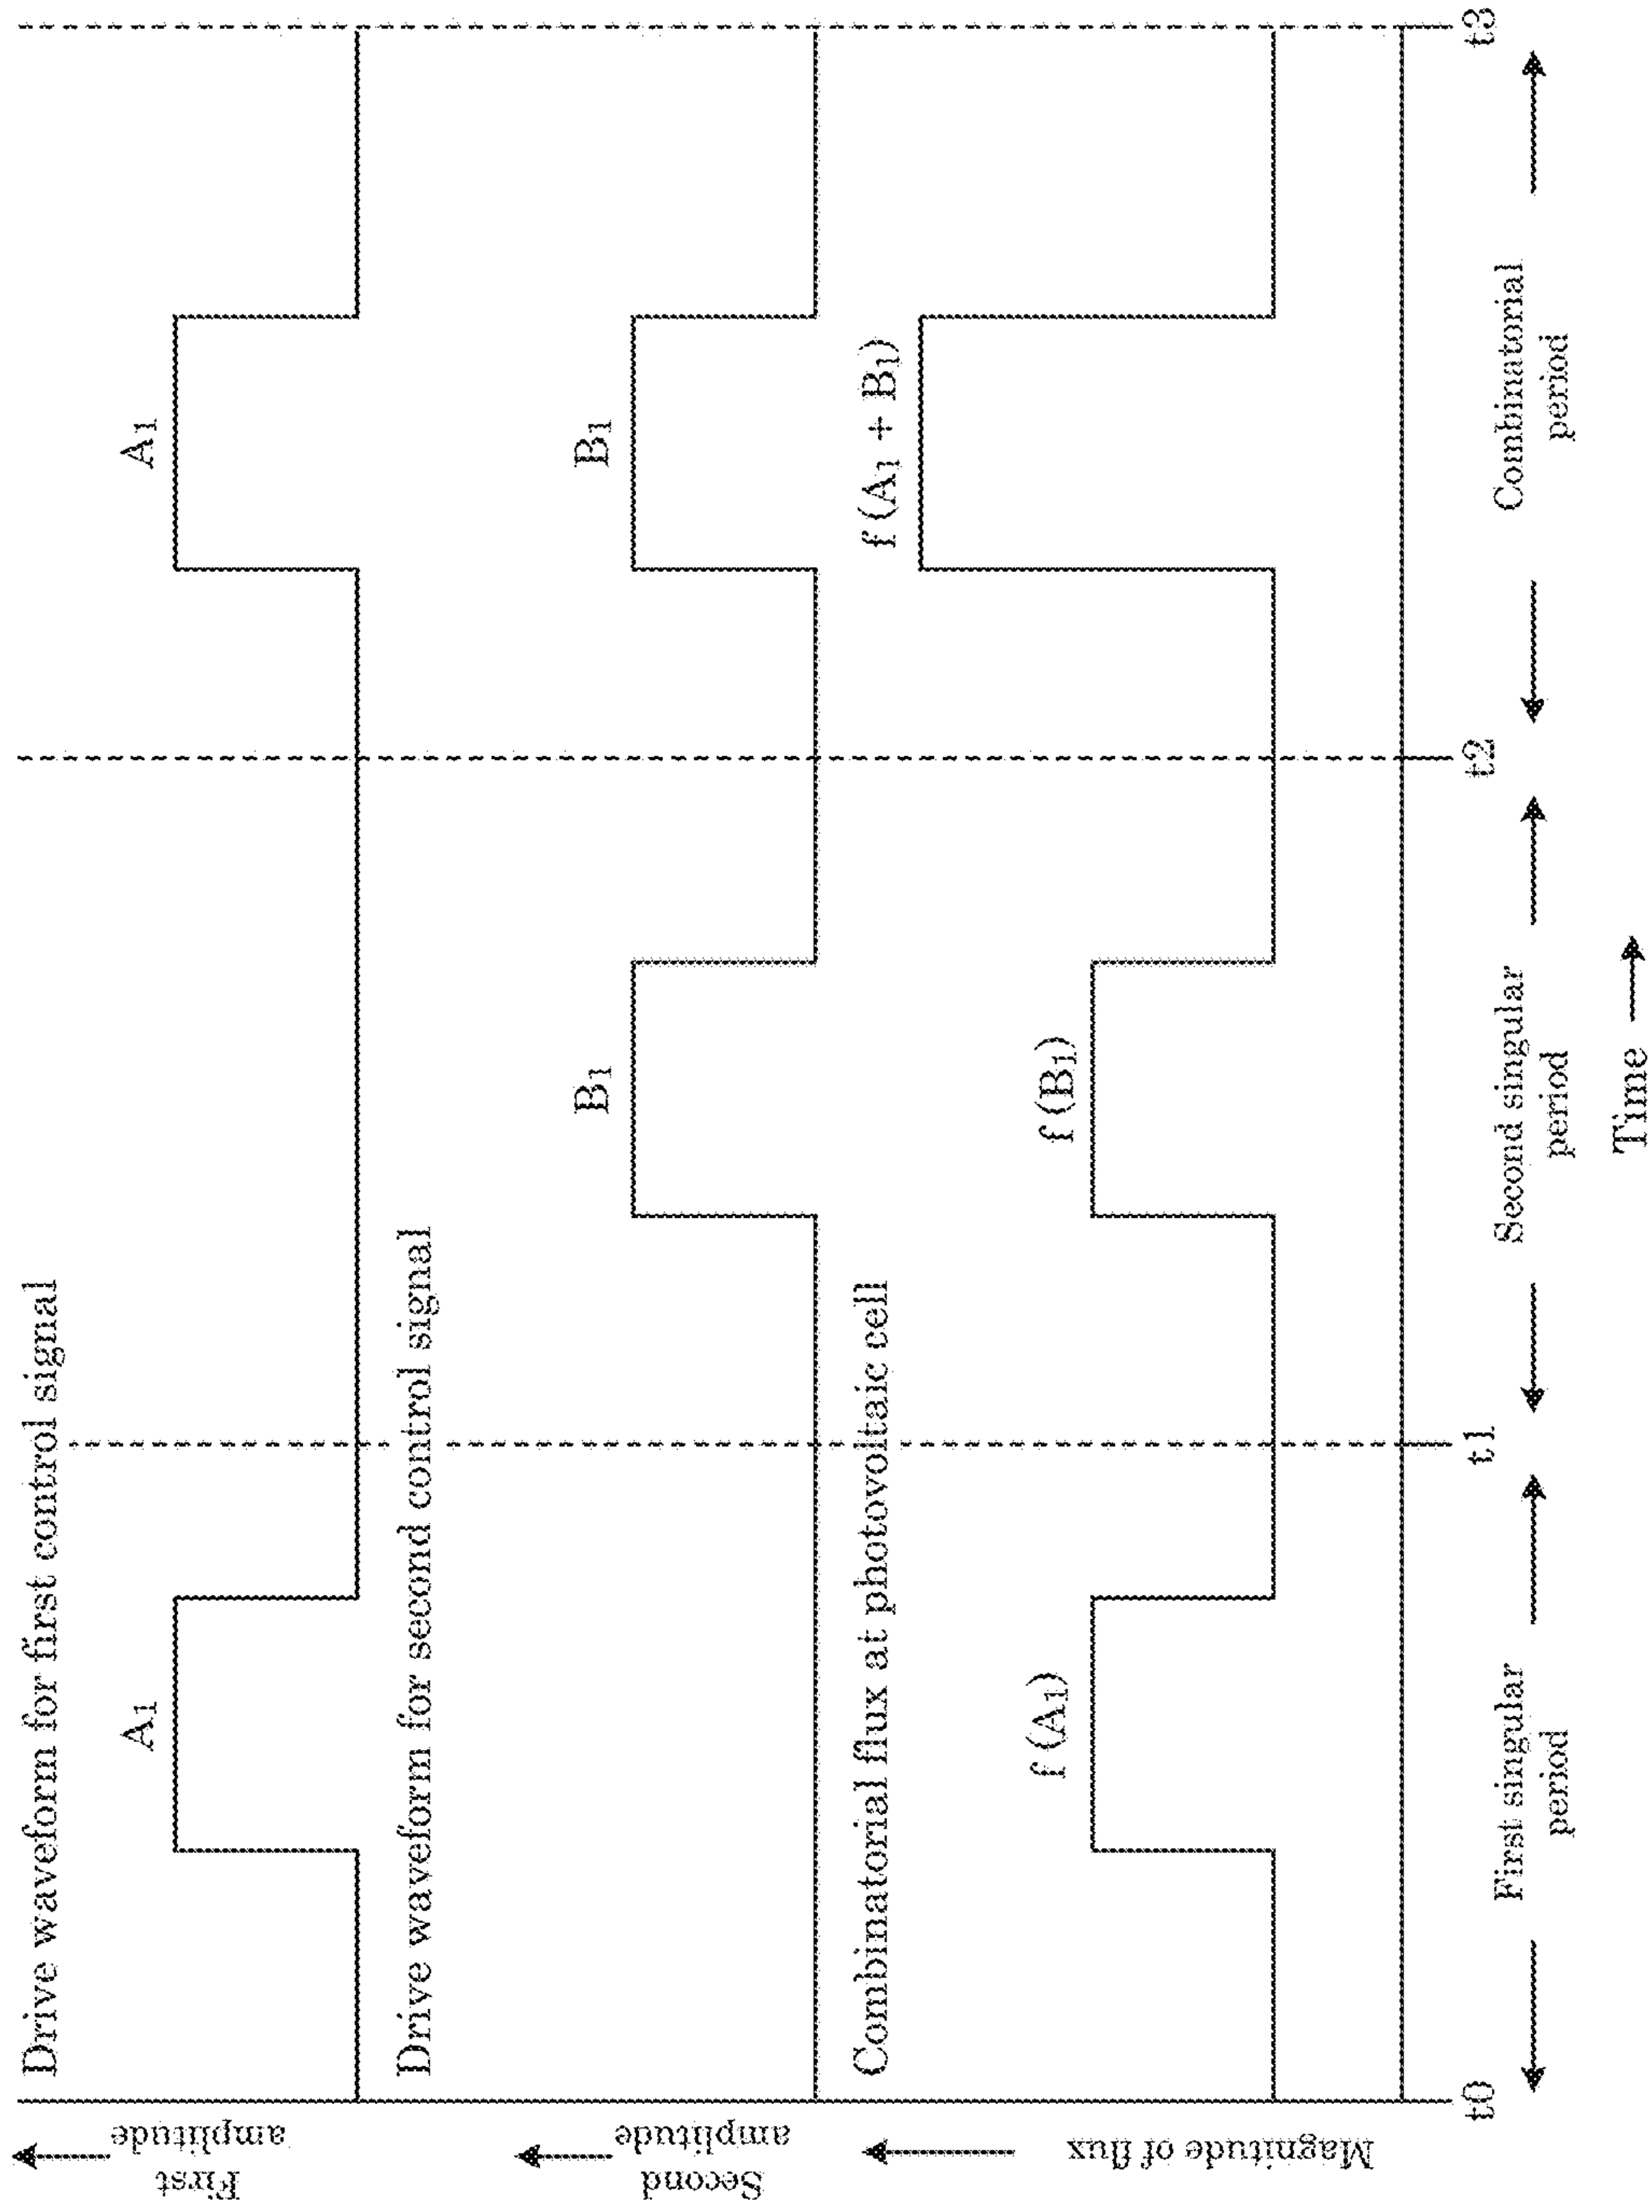 Drive waveform for first control signal
First
amplitude
A1
A1
Drive waveform for second control signal
Second
amplitude
B1
B1
Combinatorial flux at photovoltaic cell
Magnitude of flux
f (A1)
f (B1)
f (A1 + B1)
t0
t1
t2
t3
First singular
period
Second singular
period
Combinatorial
period
Time